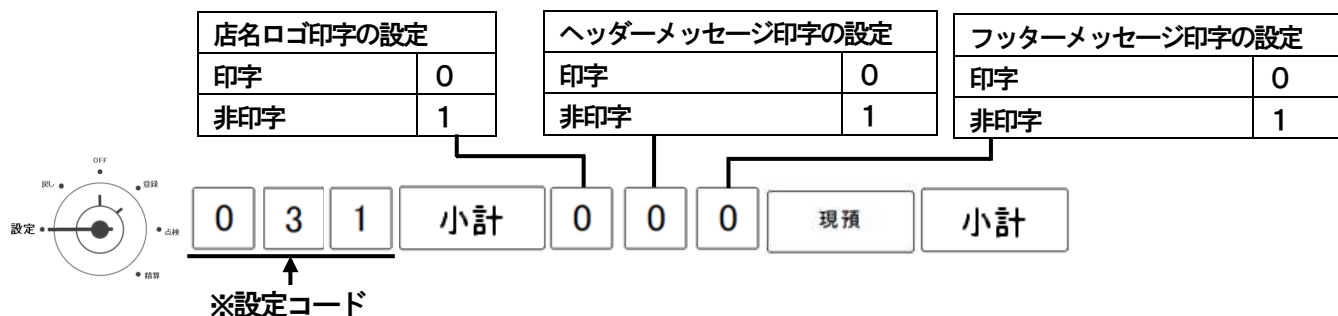 店名ロゴ印字の設定
印字 0
非印字 1
ヘッダーメッセージ印字の設定
印字 0
非印字 1
フッターメッセージ印字の設定
印字 0
非印字 1
OFF
戻し
登録
設定
点検
精算
0 3 1 小計 0 0 0 現預 小計
※設定コード